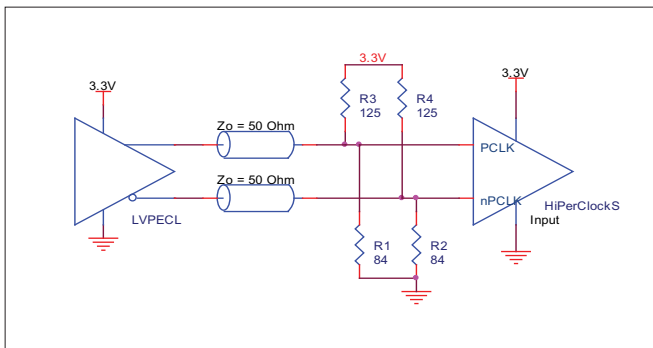 3.3V
3.3V
3.3V
R3
125
R4
125
Zo = 50 Ohm
PCLK
Zo = 50 Ohm
nPCLK
HiPerClockS
Input
LVPECL
R1
84
R2
84